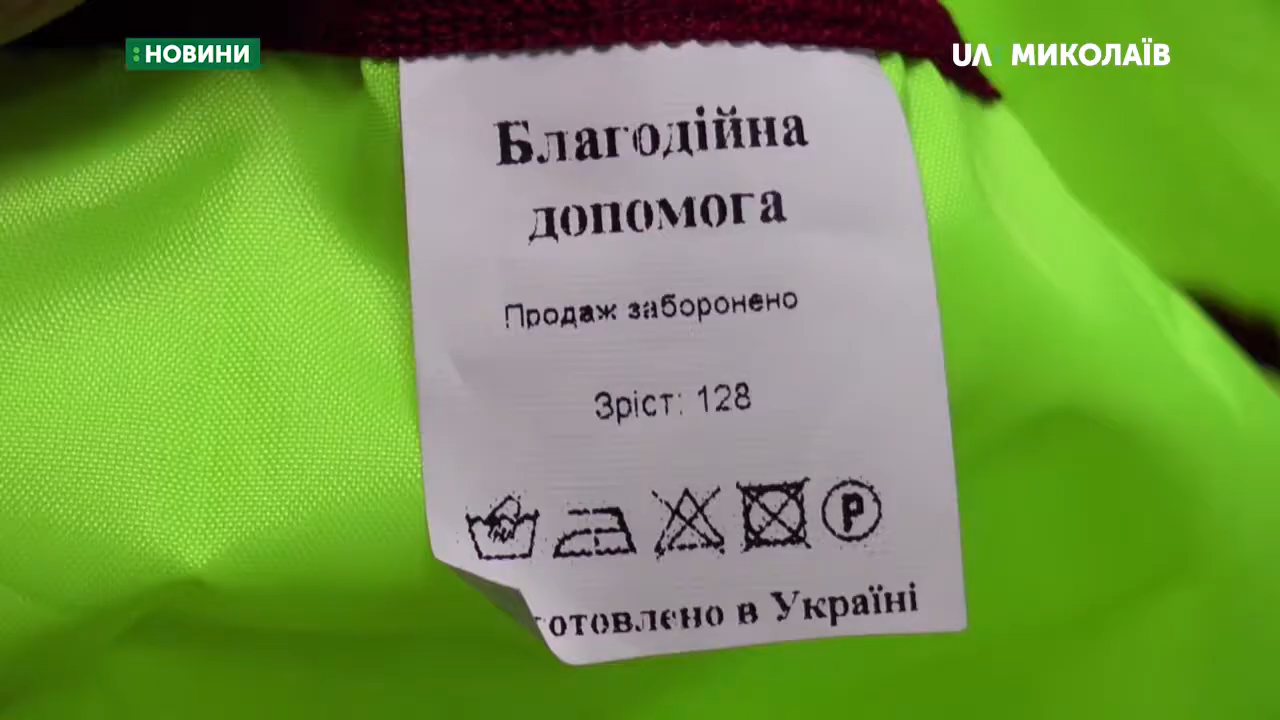 : НОВИНИ
UA: МИКОЛАЇВ
Благодійна
допомога
Продаж заборонено
Зріст: 128
P
готовлено в Україні